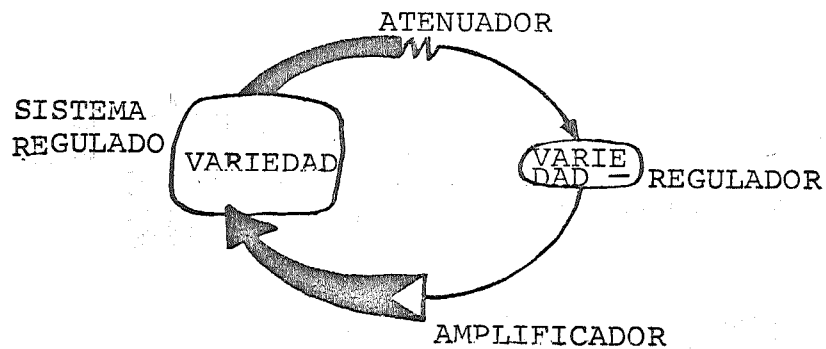 ATENUADOR
SISTEMA
REGULADO
VARIEDAD
VARIE
DAD —
REGULADOR
AMPLIFICADOR